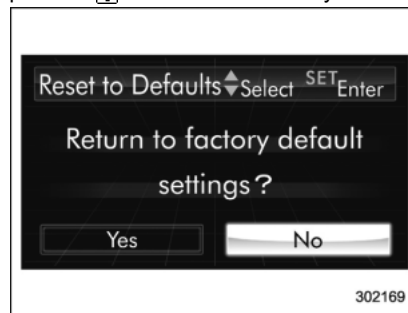 Reset to Defaults Select SET Enter
Return to factory default
settings?
Yes No
302169